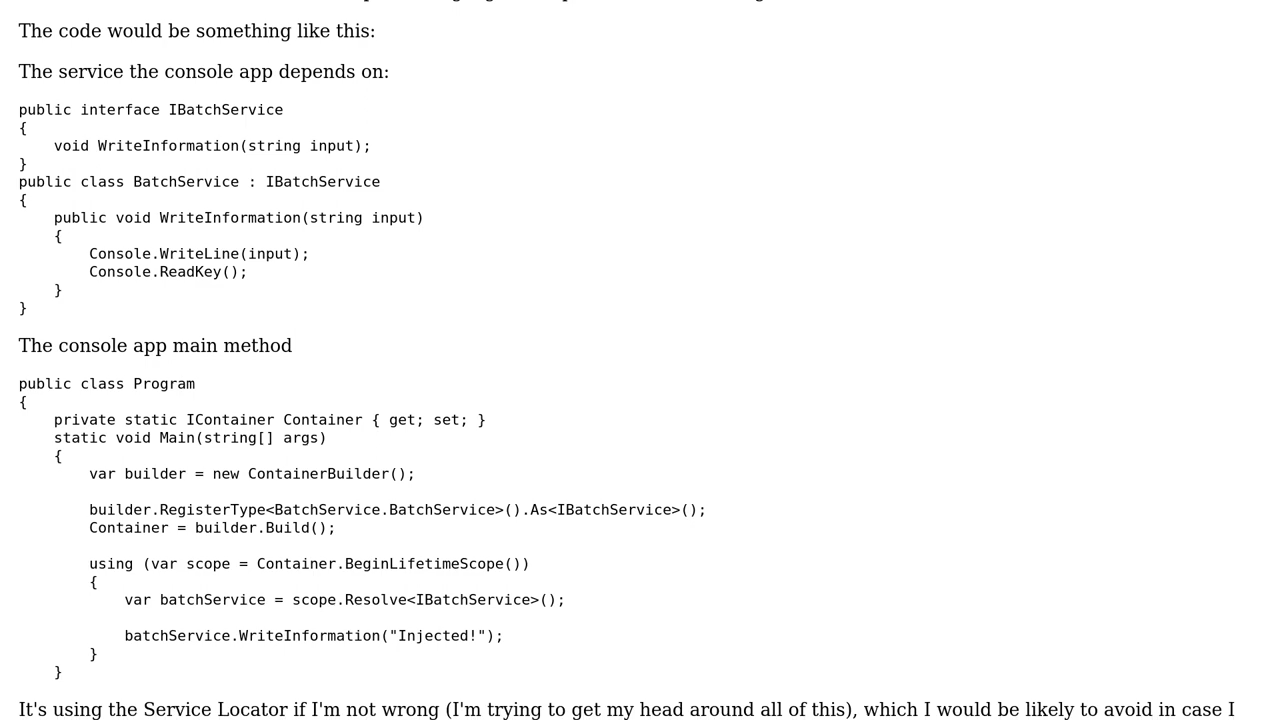 The code would be something like this:
The service the console app depends on:
public interface IBatchService
{
    void WriteInformation(string input);
}
public class BatchService : IBatchService
{
    public void WriteInformation(string input)
    {
        Console.WriteLine(input);
        Console.ReadKey();
    }
}
The console app main method
public class Program
{
    private static IContainer Container { get; set; }
    static void Main(string[] args)
    {
        var builder = new ContainerBuilder();
        builder.RegisterType<BatchService.BatchService>().As<IBatchService>();
        Container = builder.Build();
        using (var scope = Container.BeginLifetimeScope())
        {
            var batchService = scope.Resolve<IBatchService>();
            batchService.WriteInformation("Injected!");
        }
    }
It's using the Service Locator if I'm not wrong (I'm trying to get my head around all of this), which I would be likely to avoid in case I